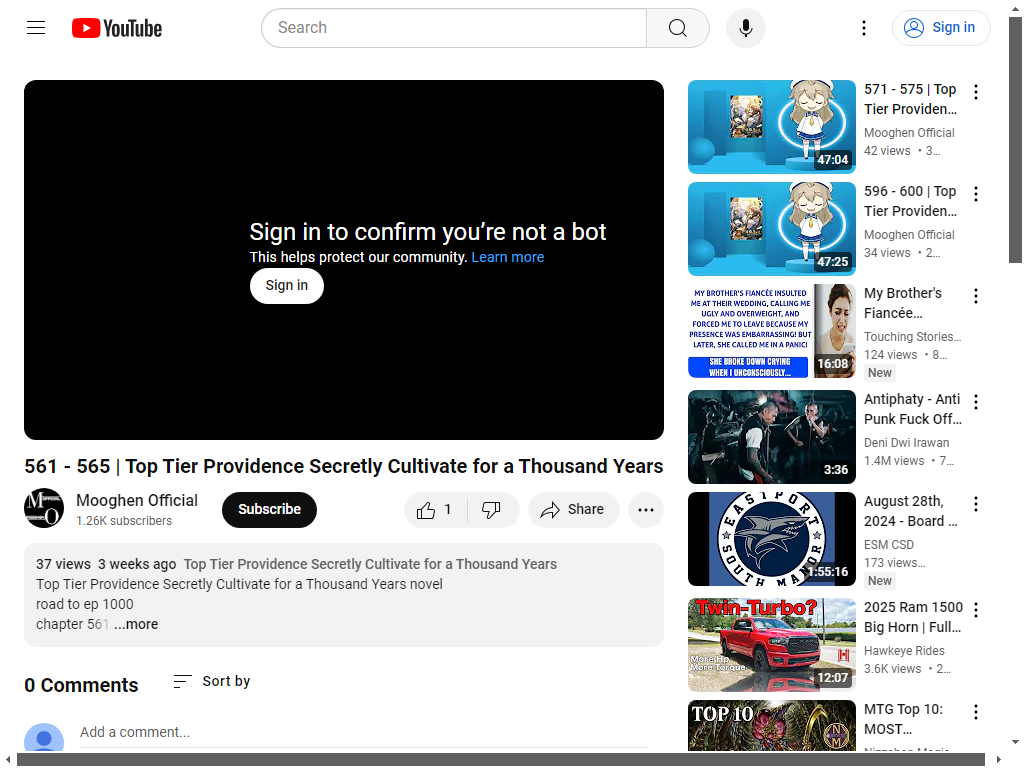 YouTube
Search
Sign in
Sign in to confirm you're not a bot
This helps protect our community. Learn more
Sign in
561 - 565 | Top Tier Providence Secretly Cultivate for a Thousand Years
Mooghen Official
1.26K subscribers
Subscribe
1
Share
37 views 3 weeks ago Top Tier Providence Secretly Cultivate for a Thousand Years
Top Tier Providence Secretly Cultivate for a Thousand Years novel
road to ep 1000
chapter 561 ...more
0 Comments
Sort by
Add a comment...
47:04
571 - 575 | Top
Tier Providen...
Mooghen Official
42 views • 3...
47:25
596 - 600 | Top
Tier Providen...
Mooghen Official
34 views • 2...
MY BROTHER'S FIANCÉE INSULTED
ME AT THEIR WEDDING, CALLING ME
UGLY AND OVERWEIGHT, AND
FORCED ME TO LEAVE BECAUSE MY
PRESENCE WAS EMBARRASSING! BUT
LATER, SHE CALLED ME IN A PANIC!
SHE BROKE DOWN CRYING
WHEN I UNCONSCIOUSLY...
16:08
My Brother's
Fiancée...
Touching Stories...
124 views • 8...
New
3:36
Antiphaty - Anti
Punk Fuck Off...
Deni Dwi Irawan
1.4M views • 7...
EASTPORT
SOUTH MANOR
1:55:16
August 28th,
2024 - Board ...
ESM CSD
173 views...
New
Twin-Turbo?
More Hp
More Torque
H
12:07
2025 Ram 1500
Big Horn | Full...
Hawkeye Rides
3.6K views • 2...
TOP 10
NM
MTG Top 10:
MOST...